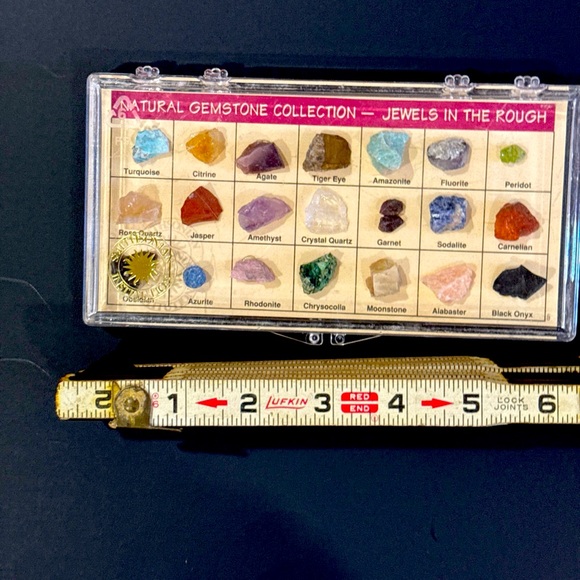 NATURAL GEMSTONE COLLECTION — JEWELS IN THE ROUGH
Turquoise Citrine Agate Tiger Eye Amazonite Fluorite Peridot
Rose Quartz Jasper Amethyst Crystal Quartz Garnet Sodalite Carnelian
Obsidian Azurite Rhodonite Chrysocolla Moonstone Alabaster Black Onyx
2 1 2 LUFKIN 3 RED END 4 5 LOCK JOINTS 6